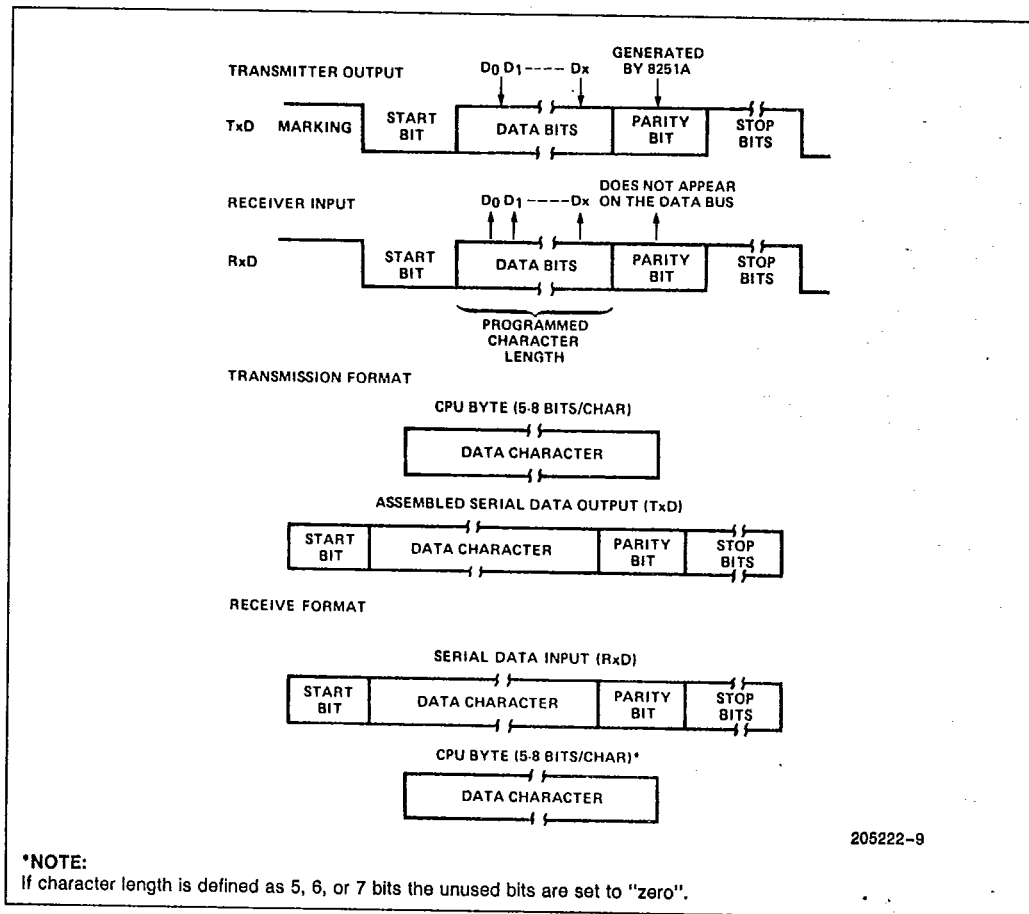 TRANSMITTER OUTPUT
D0 D1 ----- Dx
GENERATED
BY 8251A
TxD MARKING
START
BIT
DATA BITS
PARITY
BIT
STOP
BITS
RECEIVER INPUT
D0 D1 -----Dx
DOES NOT APPEAR
ON THE DATA BUS
RxD
START
BIT
DATA BITS
PARITY
BIT
STOP
BITS
PROGRAMMED
CHARACTER
LENGTH
TRANSMISSION FORMAT
CPU BYTE (5-8 BITS/CHAR)
DATA CHARACTER
ASSEMBLED SERIAL DATA OUTPUT (TxD)
START
BIT
DATA CHARACTER
PARITY
BIT
STOP
BITS
RECEIVE FORMAT
SERIAL DATA INPUT (RxD)
START
BIT
DATA CHARACTER
PARITY
BIT
STOP
BITS
CPU BYTE (5-8 BITS/CHAR)*
DATA CHARACTER
205222-9
*NOTE:
If character length is defined as 5, 6, or 7 bits the unused bits are set to "zero".